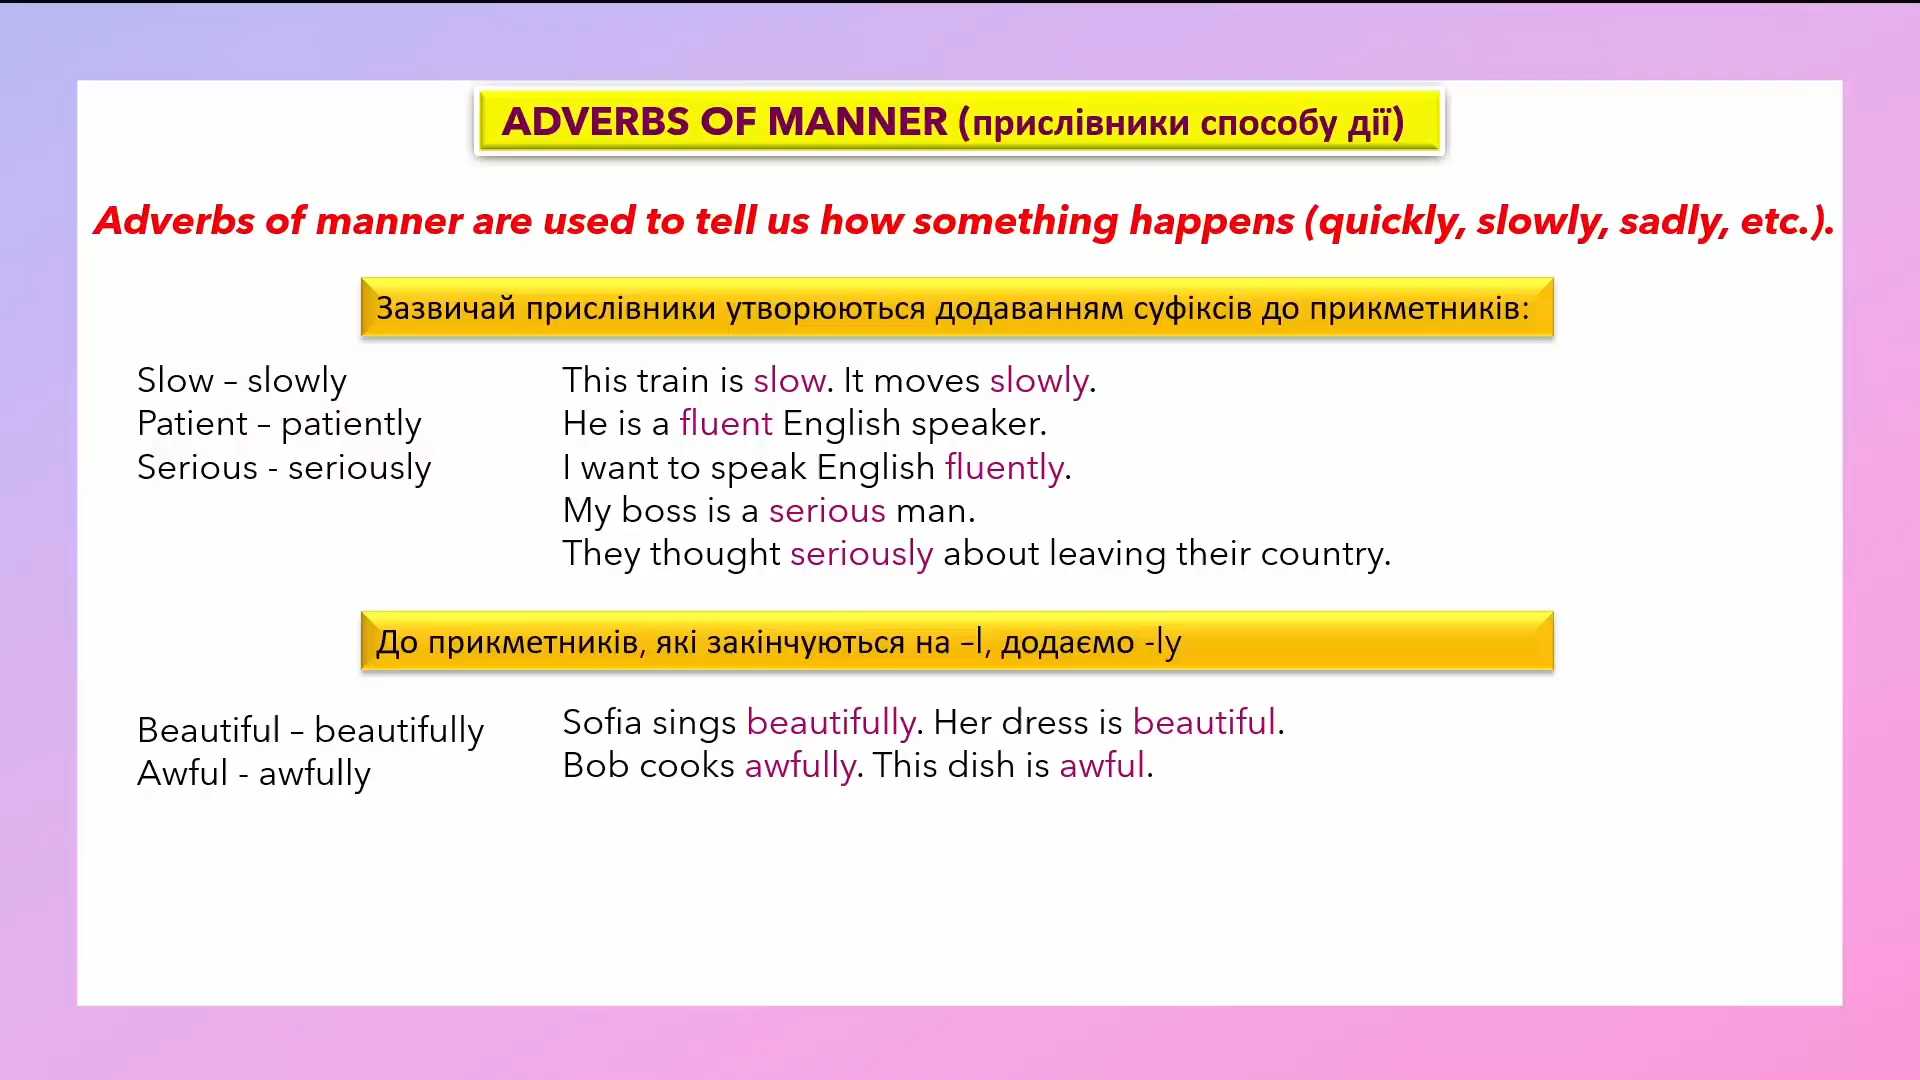 ADVERBS OF MANNER (прислівники способу дії)
Adverbs of manner are used to tell us how something happens (quickly, slowly, sadly, etc.).
Зазвичай прислівники утворюються додаванням суфіксів до прикметників:
Slow – slowly
Patient – patiently
Serious - seriously
This train is slow. It moves slowly.
He is a fluent English speaker.
I want to speak English fluently.
My boss is a serious man.
They thought seriously about leaving their country.
До прикметників, які закінчуються на –l, додаємо -ly
Beautiful – beautifully
Awful - awfully
Sofia sings beautifully. Her dress is beautiful.
Bob cooks awfully. This dish is awful.